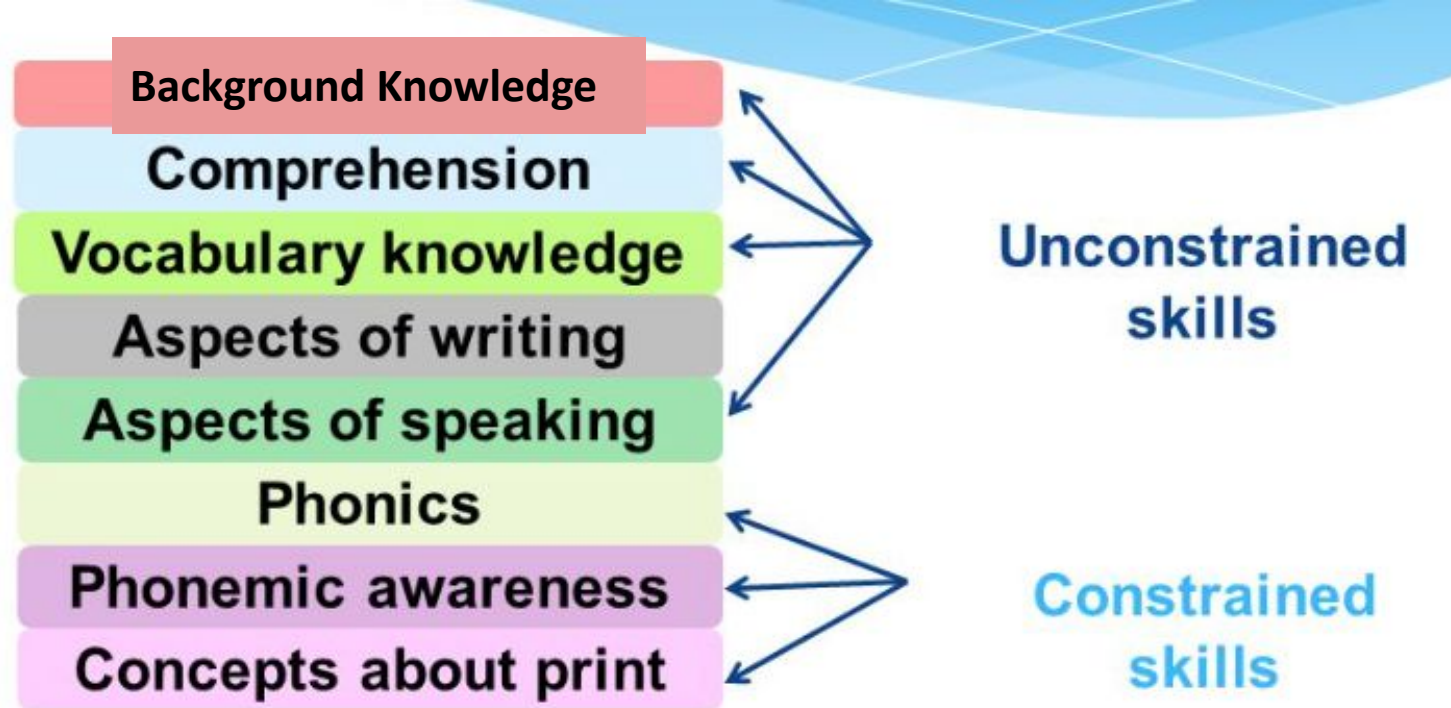 Background Knowledge
Comprehension
Vocabulary knowledge
Aspects of writing
Aspects of speaking
Phonics
Phonemic awareness
Concepts about print
Unconstrained
skills
Constrained
skills